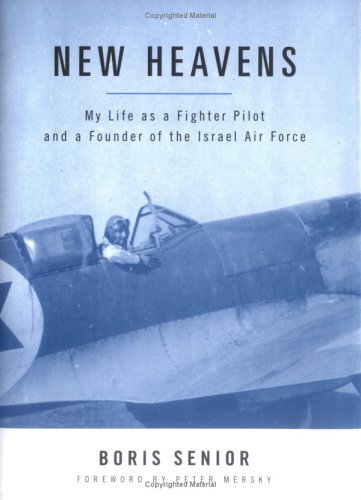 Copyrighted Material
NEW HEAVENS
My Life as a Fighter Pilot
and a Founder of the Israel Air Force
BORIS SENIOR
FOREWORD BY PETER MERSKY
Copyrighted Material